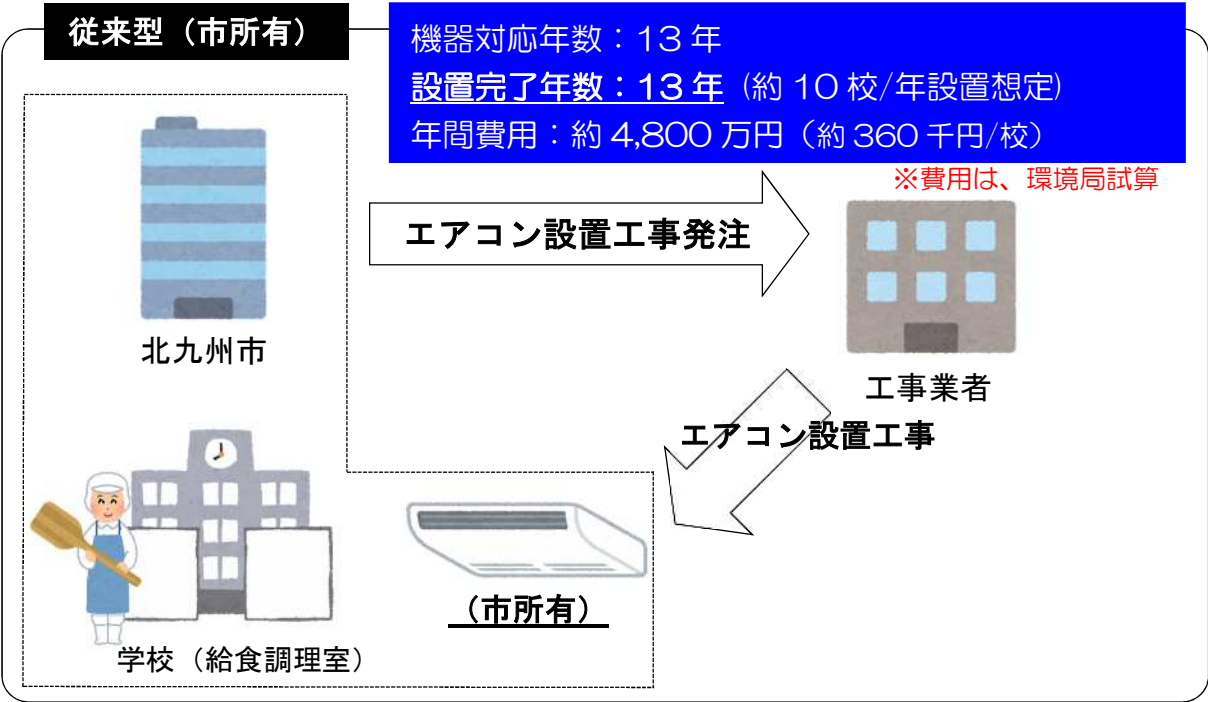 従来型(市所有)
機器対応年数:13年
設置完了年数:13年(約10校/年設置想定)
年間費用:約4,800万円(約360千円/校)
※費用は、環境局試算
エアコン設置工事発注
北九州市
工事業者
エアコン設置工事
(市所有)
学校(給食調理室)